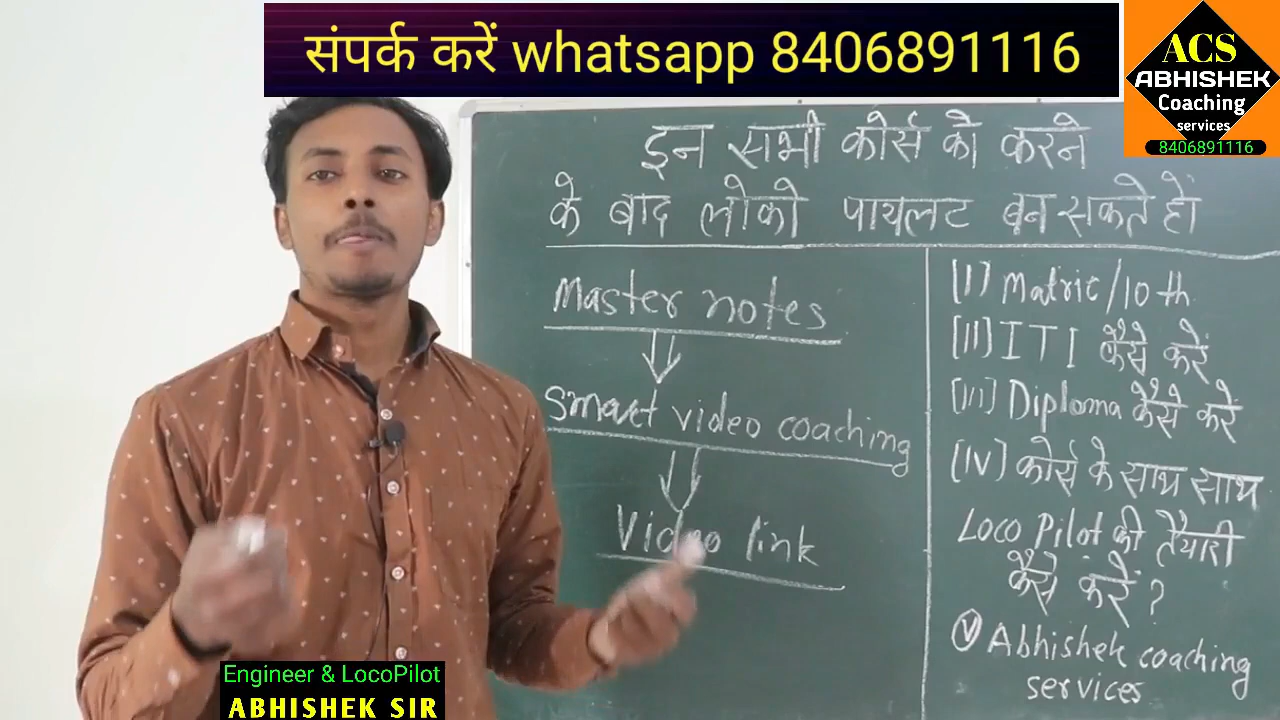 संपर्क करें whatsapp 8406891116
ACS
ABHISHEK
Coaching
services
8406891116
इन सभी कोर्स को करने
के बाद लोको पायलट बन सकते हो
Master notes
Smart video coaching
Video link
(I) Matric/10th
(II) ITI कैसे करें
(III) Diploma कैसे करें
(IV) कोर्स के साथ साथ
Loco Pilot की तैयारी
कैसे करें ?
(V) Abhishek coaching
services
Engineer & LocoPilot
ABHISHEK SIR